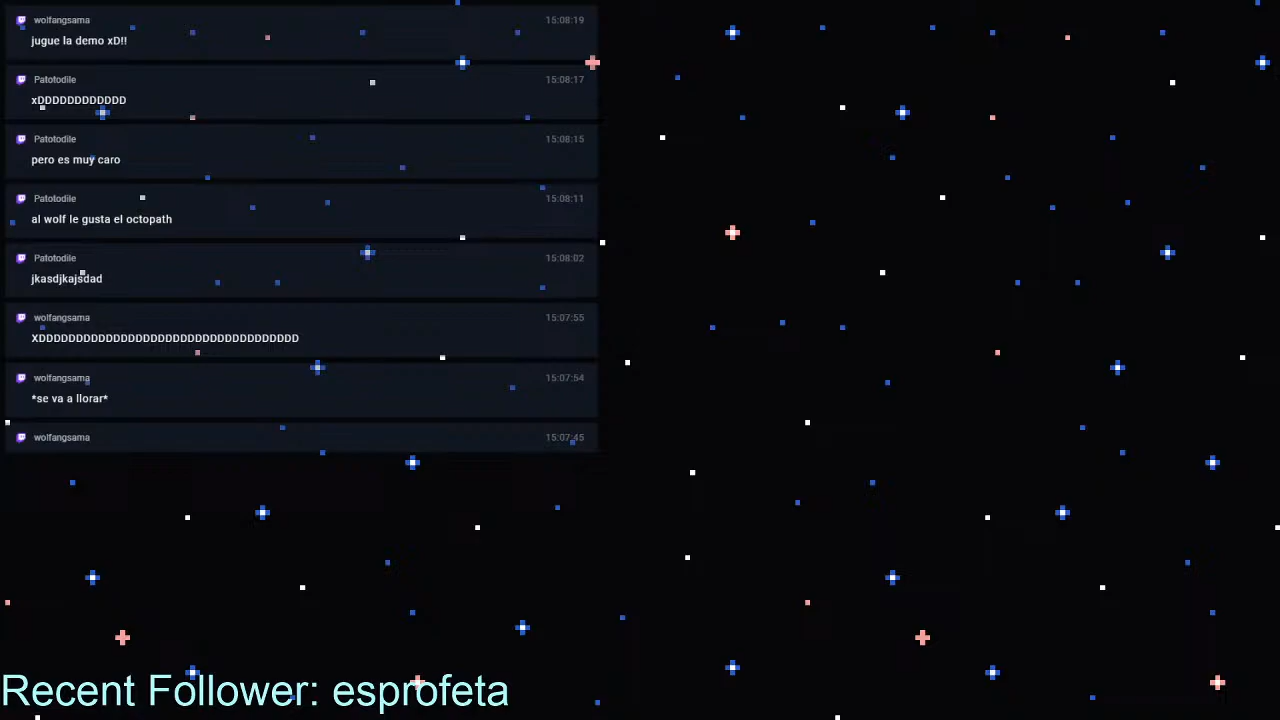 wolfangsama 15:08:19
jugue la demo xD!!
Patotodile 15:08:17
xDDDDDDDDDDDD
Patotodile 15:08:15
pero es muy caro
Patotodile 15:08:11
al wolf le gusta el octopath
Patotodile 15:08:02
jkasdjkajsdad
wolfangsama 15:07:55
XDDDDDDDDDDDDDDDDDDDDDDDDDDDDDDDDDDD
wolfangsama 15:07:54
*se va a llorar*
wolfangsama 15:07:45
Recent Follower: esprofeta